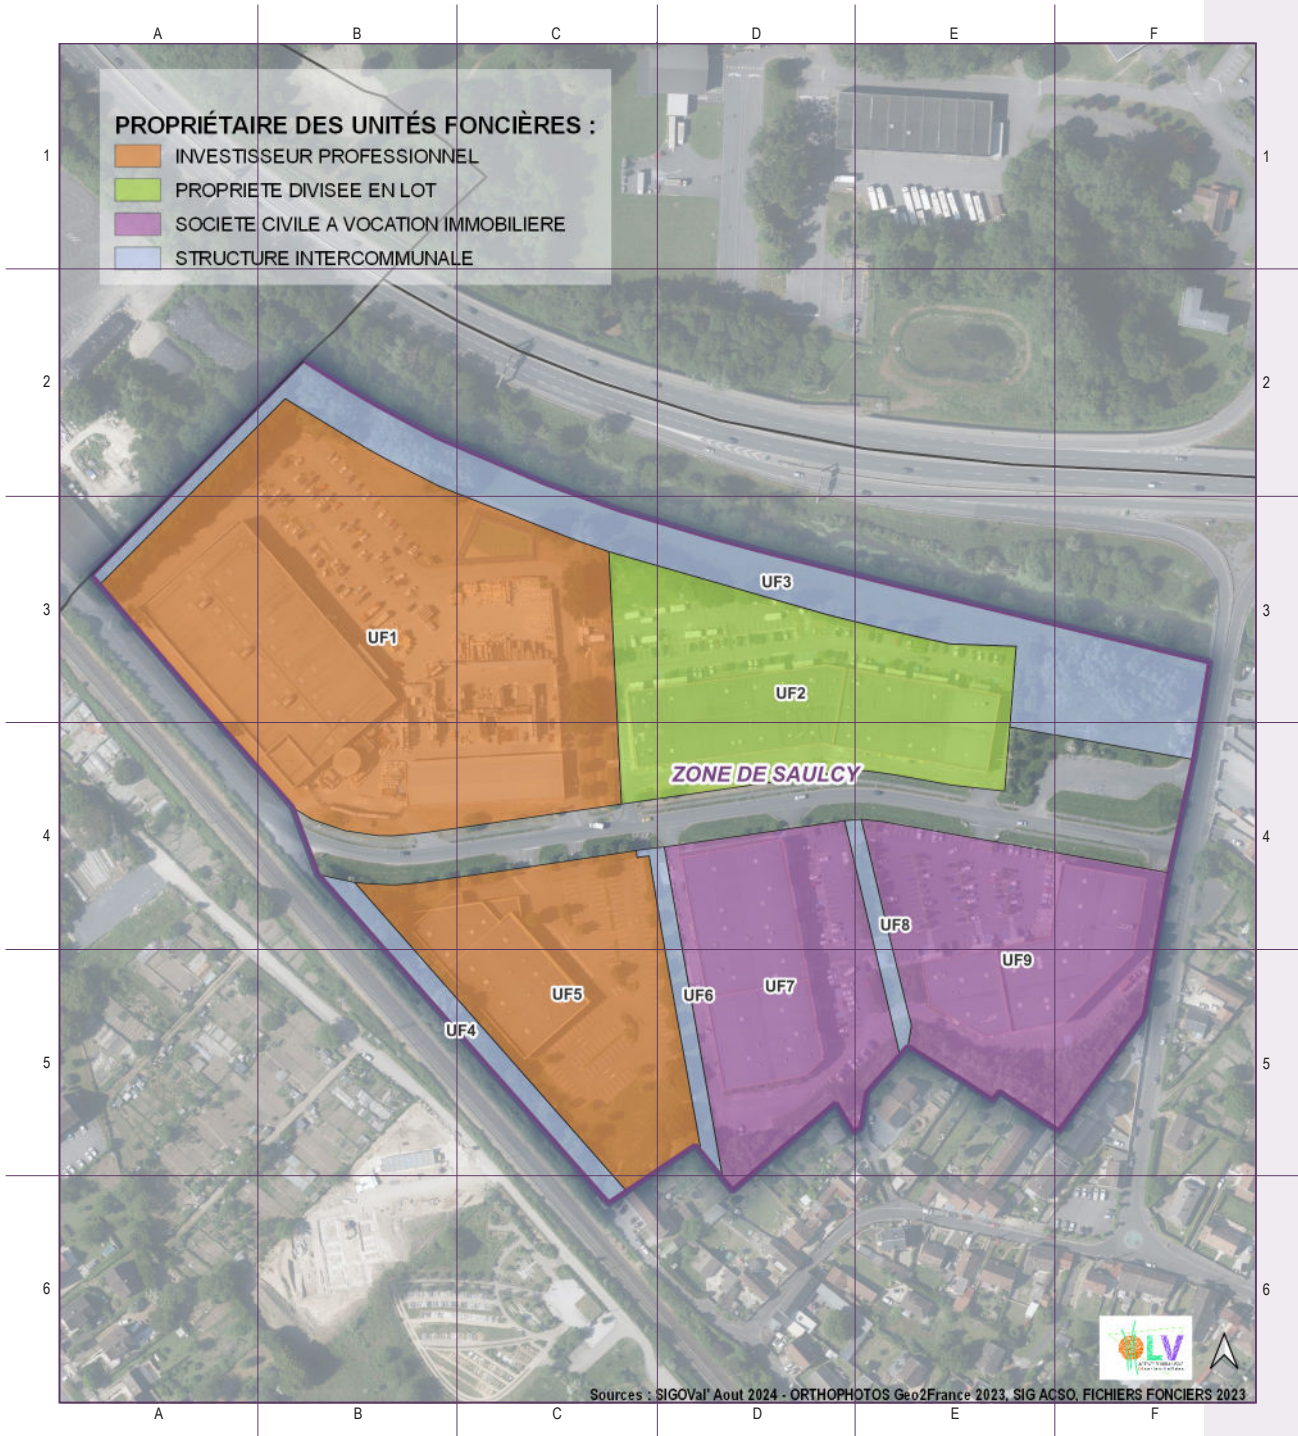 A B C D E F
PROPRIÉTAIRE DES UNITÉS FONCIÈRES :
INVESTISSEUR PROFESSIONNEL
PROPRIETE DIVISEE EN LOT
SOCIETE CIVILE A VOCATION IMMOBILIERE
STRUCTURE INTERCOMMUNALE
1 1
2 2
UF3
3 3
UF1
UF2
ZONE DE SAULCY
4 4
UF8
UF9
UF7
UF5 UF6
UF4
5 5
6 6
LV
Sources : SIGOVal' Aout 2024 - ORTHOPHOTOS Geo2France 2023, SIG ACSO, FICHIERS FONCIERS 2023
A B C D E F